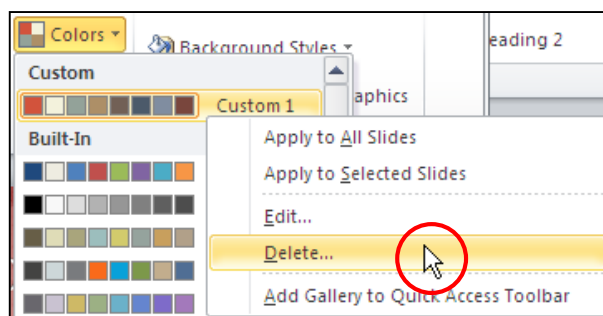 Colors
Background Styles
eading 2
Custom
aphics
Custom 1
Built-In
Apply to All Slides
Apply to Selected Slides
Edit...
Delete...
Add Gallery to Quick Access Toolbar